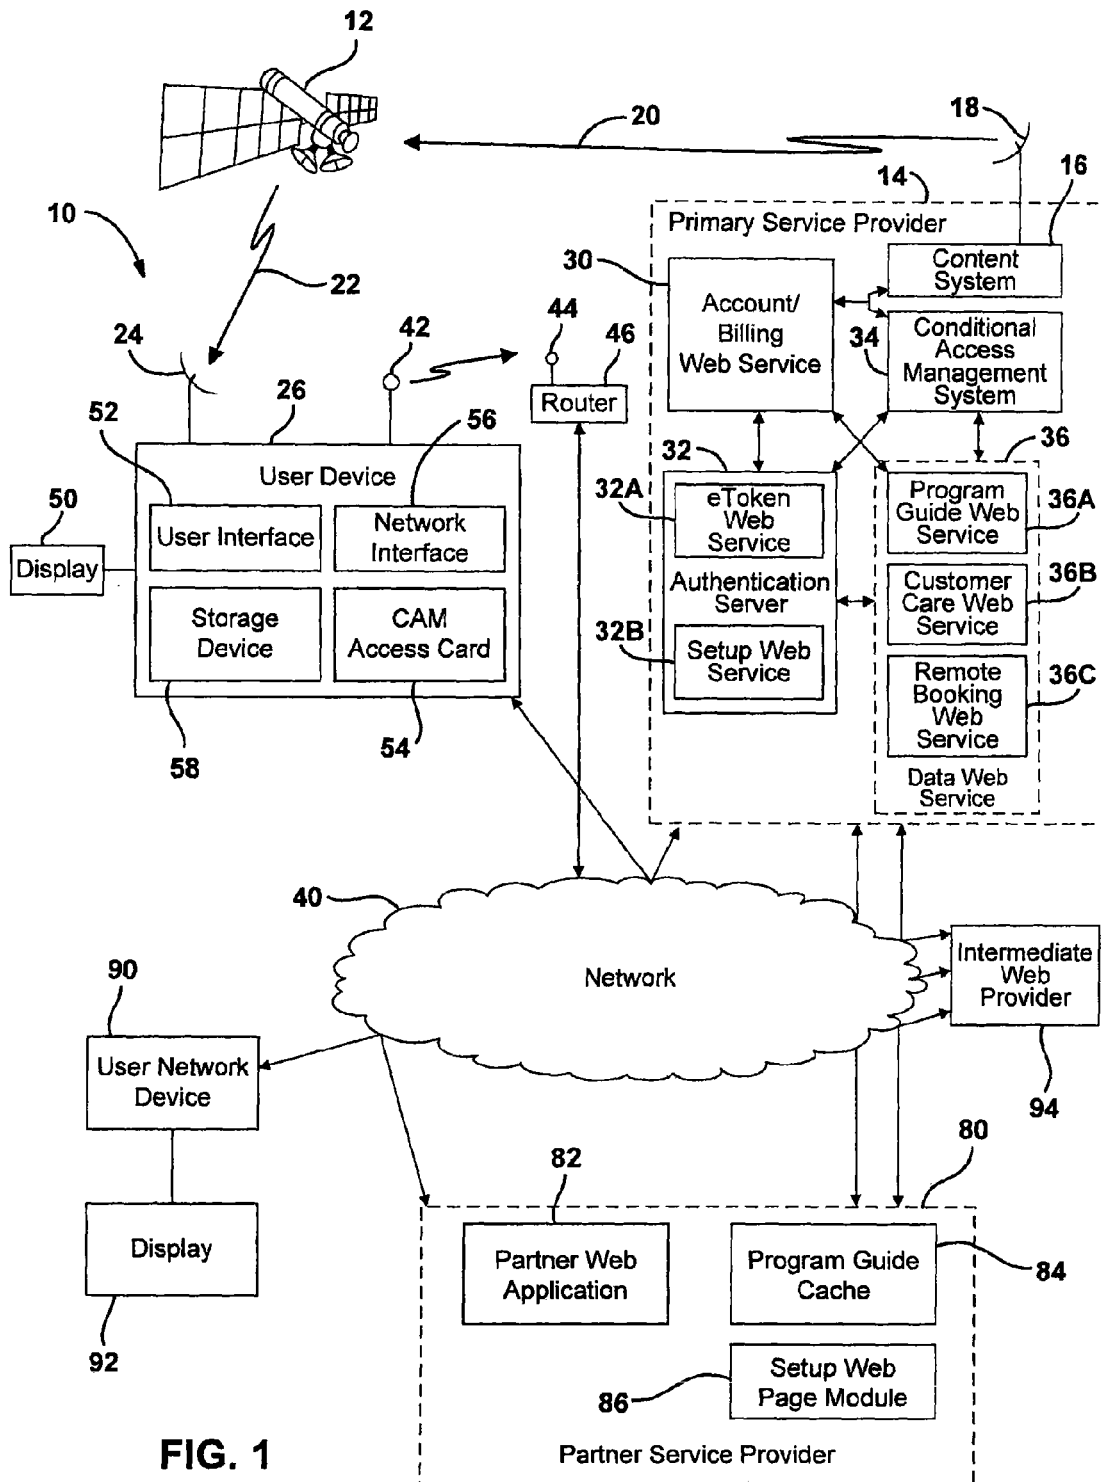 12
20
18
14
16
10
Primary Service Provider
30
Content
System
22
Account/
Billing
Web Service
34
Conditional
Access
Management
System
24
42
44
46
Router
52
26
56
32
36
User Device
50
Display
User Interface
Network
Interface
32A
eToken
Web
Service
Program
Guide Web
Service
36A
Storage
Device
CAM
Access Card
Authentication
Server
Customer
Care Web
Service
36B
32B
Setup Web
Service
Remote
Booking
Web
Service
36C
58
54
Data Web
Service
40
Network
Intermediate
Web
Provider
90
User Network
Device
94
80
82
Display
Partner Web
Application
Program Guide
Cache
84
92
Setup Web
Page Module
86
FIG. 1
Partner Service Provider